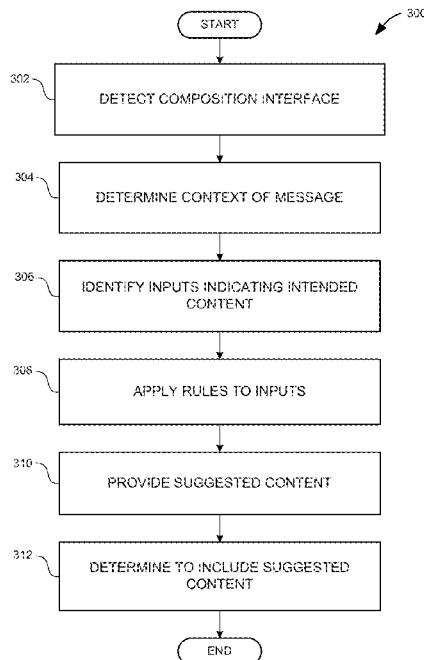 START
300
302
DETECT COMPOSITION INTERFACE
304
DETERMINE CONTEXT OF MESSAGE
306
IDENTIFY INPUTS INDICATING INTENDED
CONTENT
308
APPLY RULES TO INPUTS
310
PROVIDE SUGGESTED CONTENT
312
DETERMINE TO INCLUDE SUGGESTED
CONTENT
END